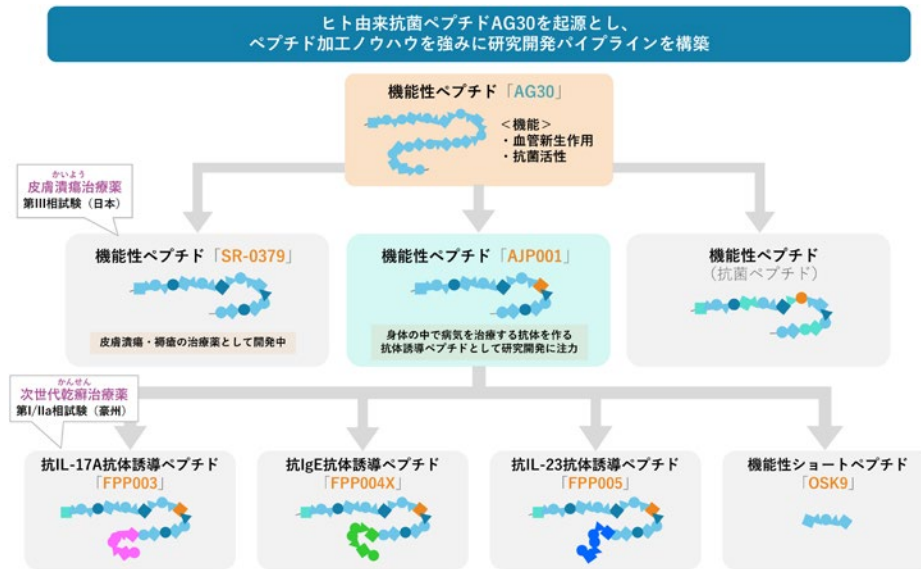 ヒト由来抗菌ペプチドAG30を起源とし、
ペプチド加工ノウハウを強みに研究開発パイプラインを構築
機能性ペプチド「AG30」
<機能>
・血管新生作用
・抗菌活性
かいよう
皮膚潰瘍治療薬
第III相試験（日本）
機能性ペプチド「SR-0379」
皮膚潰瘍・褥瘡の治療薬として開発中
機能性ペプチド「AJP001」
身体の中で病気を治療する抗体を作る
抗体誘導ペプチドとして研究開発に注力
機能性ペプチド
（抗菌ペプチド）
かんせん
次世代乾癬治療薬
第I/IIa相試験（豪州）
抗IL-17A抗体誘導ペプチド
「FPP003」
抗IgE抗体誘導ペプチド
「FPP004X」
抗IL-23抗体誘導ペプチド
「FPP005」
機能性ショートペプチド
「OSK9」